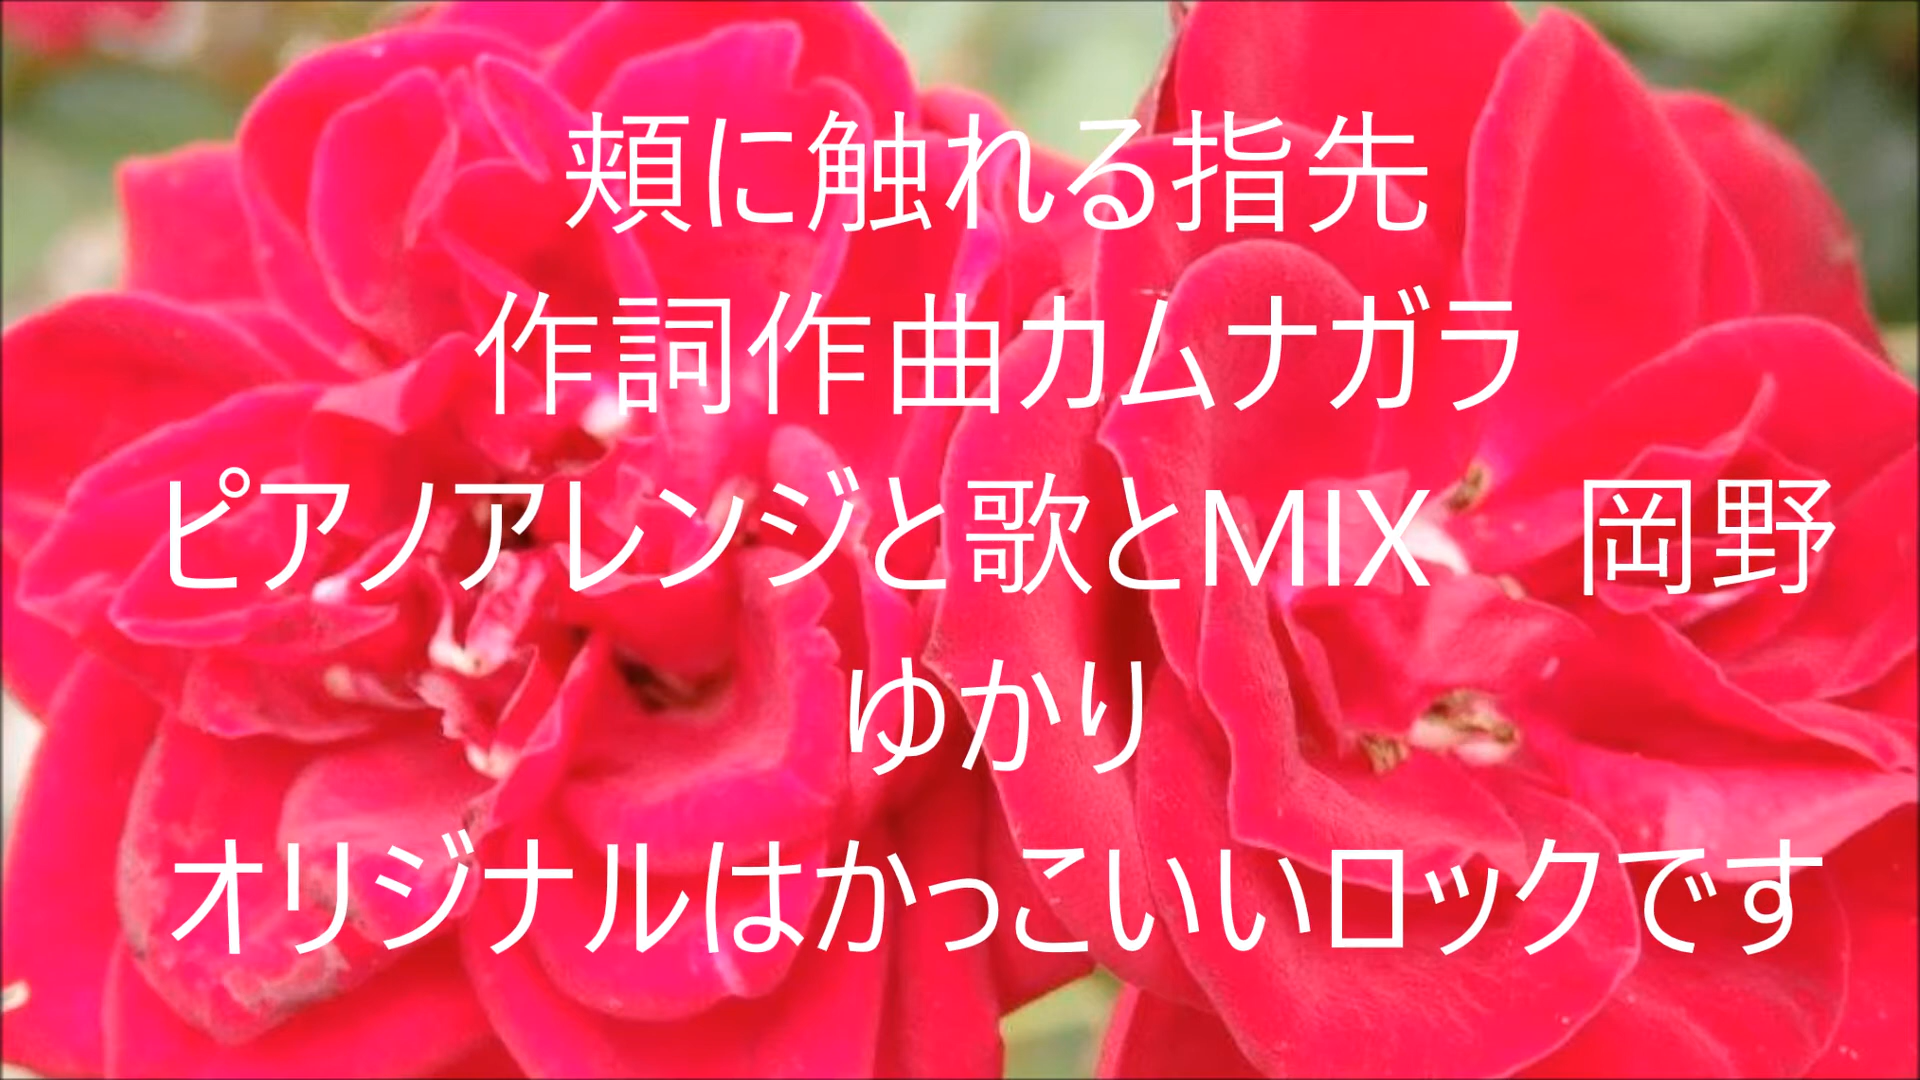 頬に触れる指先
作詞作曲カムナガラ
ピアノアレンジと歌とMIX　岡野
ゆかり
オリジナルはかっこいいロックです